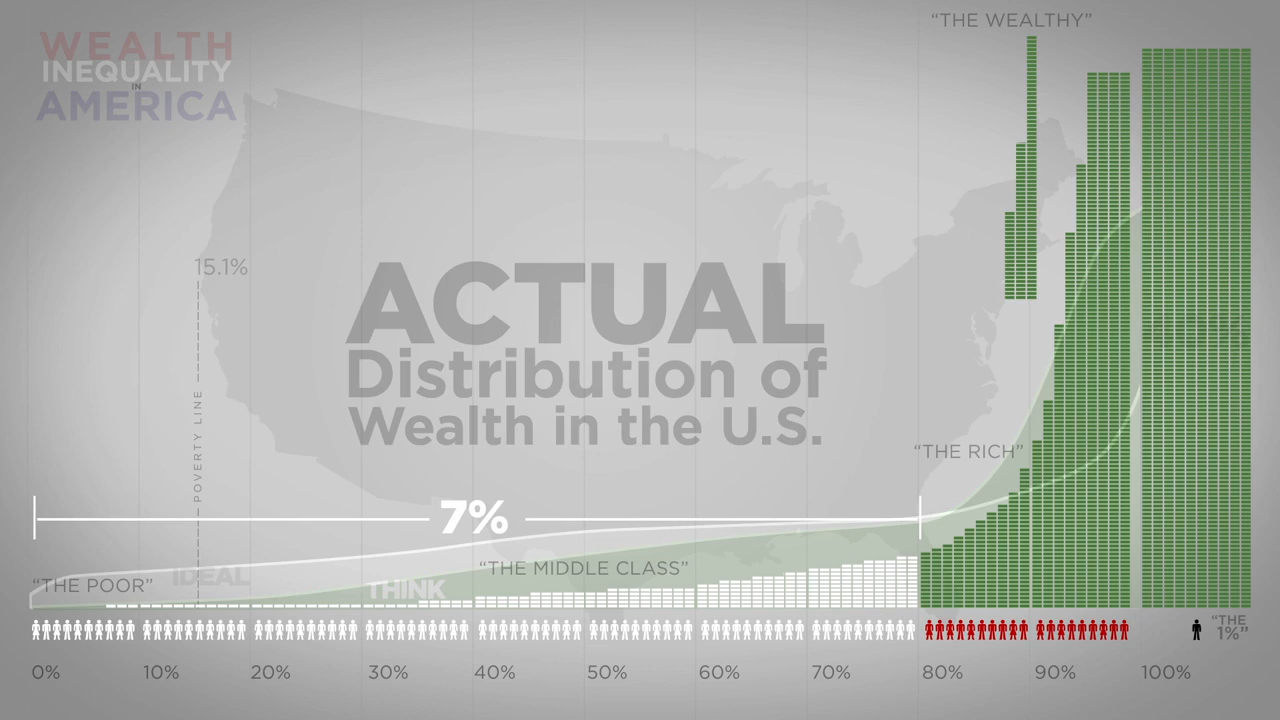 WEALTH
INEQUALITY
IN
AMERICA
“THE WEALTHY”
15.1%
POVERTY LINE
ACTUAL
Distribution of
Wealth in the U.S.
“THE RICH”
7%
“THE MIDDLE CLASS”
“THE POOR”
IDEAL
THINK
“THE
1%”
0%
10%
20%
30%
40%
50%
60%
70%
80%
90%
100%